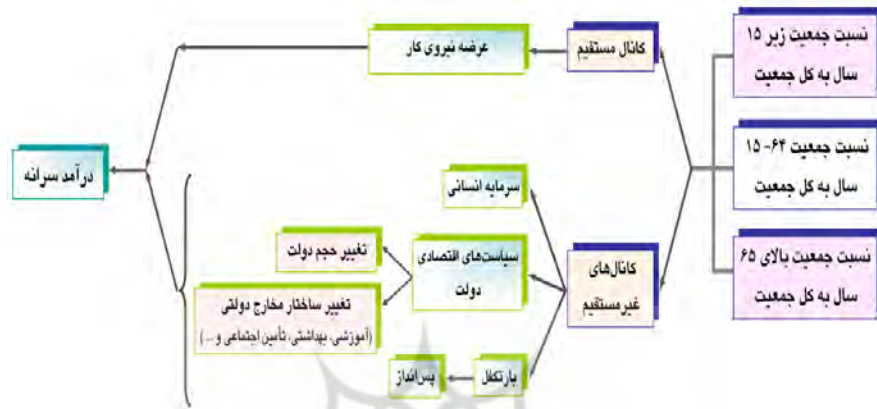 نسبت جمعیت زیر ۱۵
سال به کل جمعیت
نسبت جمعیت ۶۴- ۱۵
سال به کل جمعیت
نسبت جمعیت بالای ۶۵
سال به کل جمعیت
کانال مستقیم
عرضه نیروی کار
کانال‌های
غیرمستقیم
سرمایه انسانی
سیاست‌های اقتصادی
دولت
تغییر حجم دولت
تغییر ساختار مخارج دولتی
(آموزشی، بهداشتی، تأمین اجتماعی و ...)
بار تکفل
پس‌انداز
درآمد سرانه